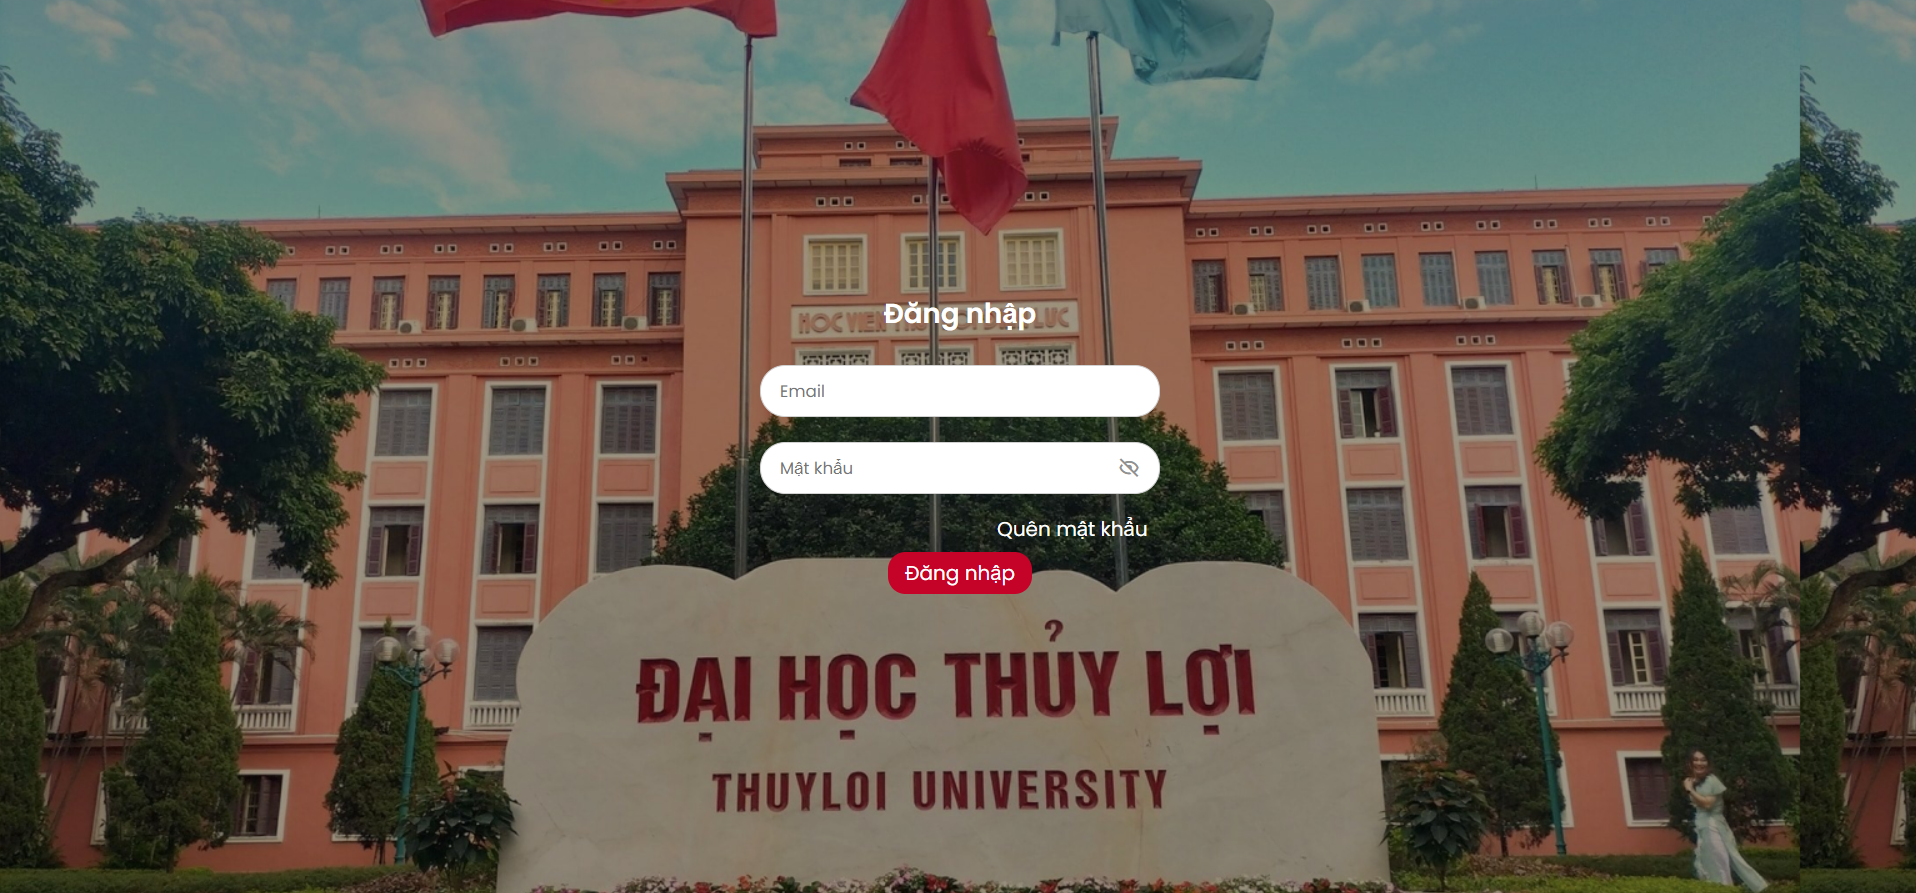 Đăng nhập
Email
Mật khẩu
Quên mật khẩu
Đăng nhập
ĐẠI HỌC THỦY LỢI
THUYLOI UNIVERSITY